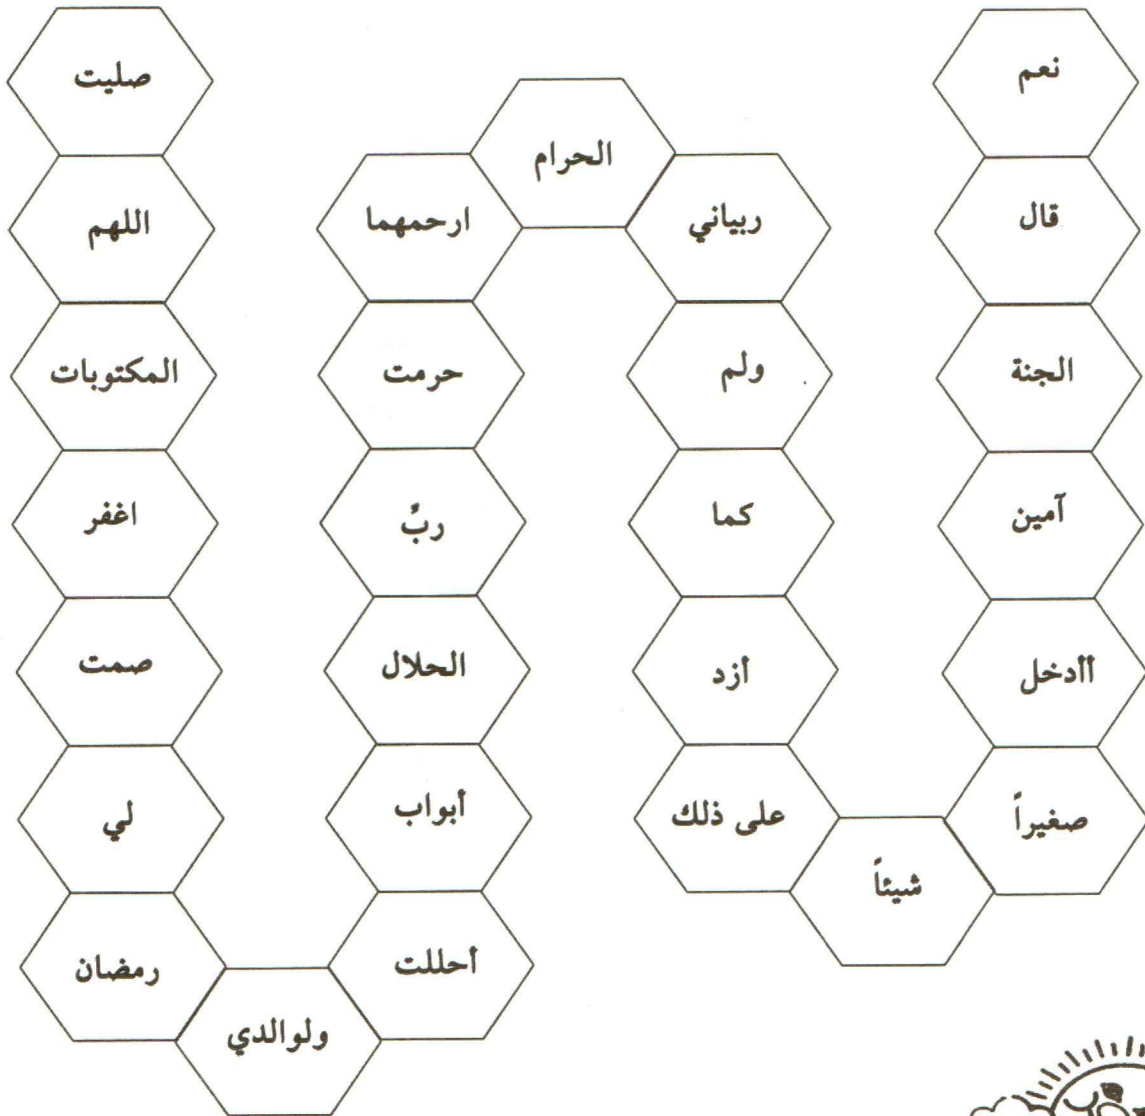 صليت
اللهم
المكتوبات
اغفر
صمت
لي
رمضان
ولوالدي
أحللت
أبواب
الحلال
ربٌ
حرمت
ارحمهما
الحرام
ربياني
ولم
كما
أزد
على ذلك
شيئاً
صغيراً
أأدخل
آمين
الجنة
قال
نعم